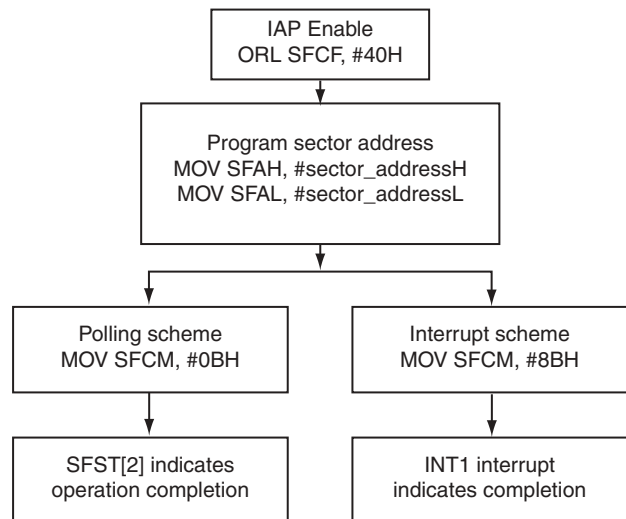 IAP Enable
ORL SFCF, #40H
Program sector address
MOV SFAH, #sector_addressH
MOV SFAL, #sector_addressL
Polling scheme
MOV SFCM, #0BH
Interrupt scheme
MOV SFCM, #8BH
SFST[2] indicates
operation completion
INT1 interrupt
indicates completion